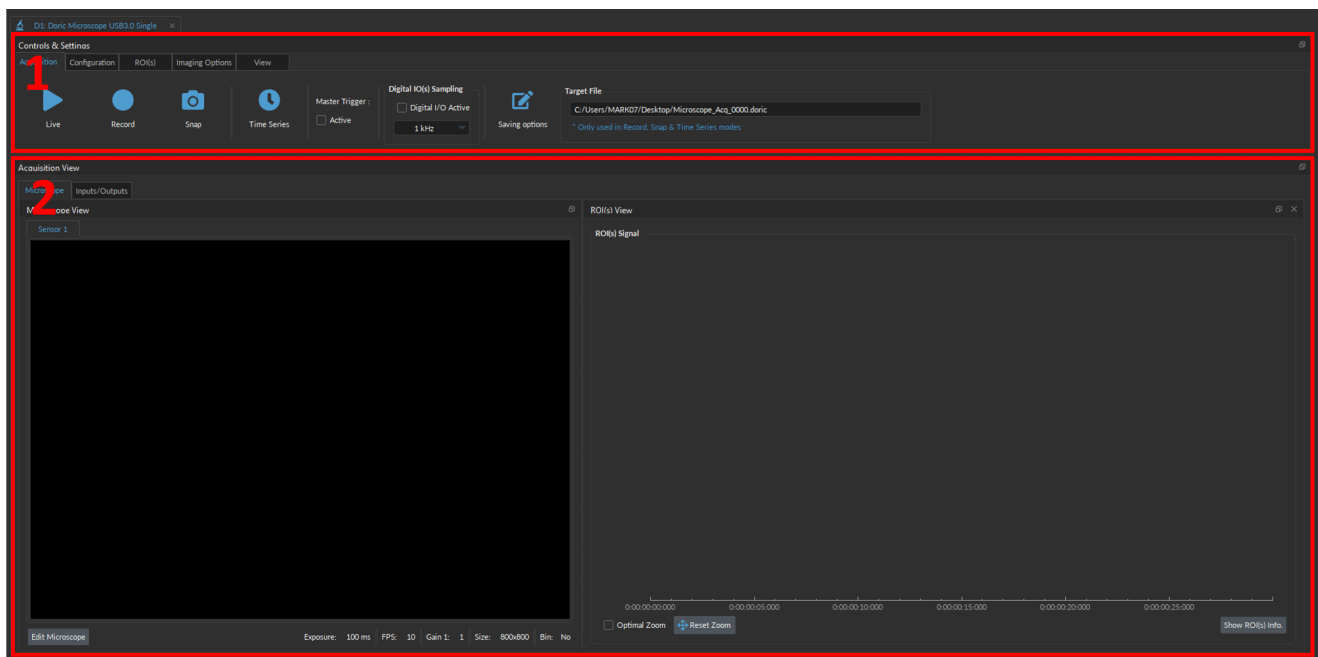 D1: Doric Microscope USB3.0 Single ×
Controls & Settings
Acquisition Configuration ROI(s) Imaging Options View
1
Live Record Snap Time Series
Master Trigger :
Active
Digital IO(s) Sampling
Digital I/O Active
1 kHz
Saving options
Target File
C:/Users/MARK07/Desktop/Microscope_Acq_0000.doric
* Only used in Record, Snap & Time Series modes
Acquisition View
2
Microscope Inputs/Outputs
Microscope View
Sensor 1
ROI(s) View
ROI(s) Signal
0:00:00:00:000 0:00:00:05:000 0:00:00:10:000 0:00:00:15:000 0:00:00:20:000 0:00:00:25:000
Optimal Zoom Reset Zoom Show ROI(s) Info.
Edit Microscope Exposure: 100 ms FPS: 10 Gain 1: 1 Size: 800x800 Bin: No